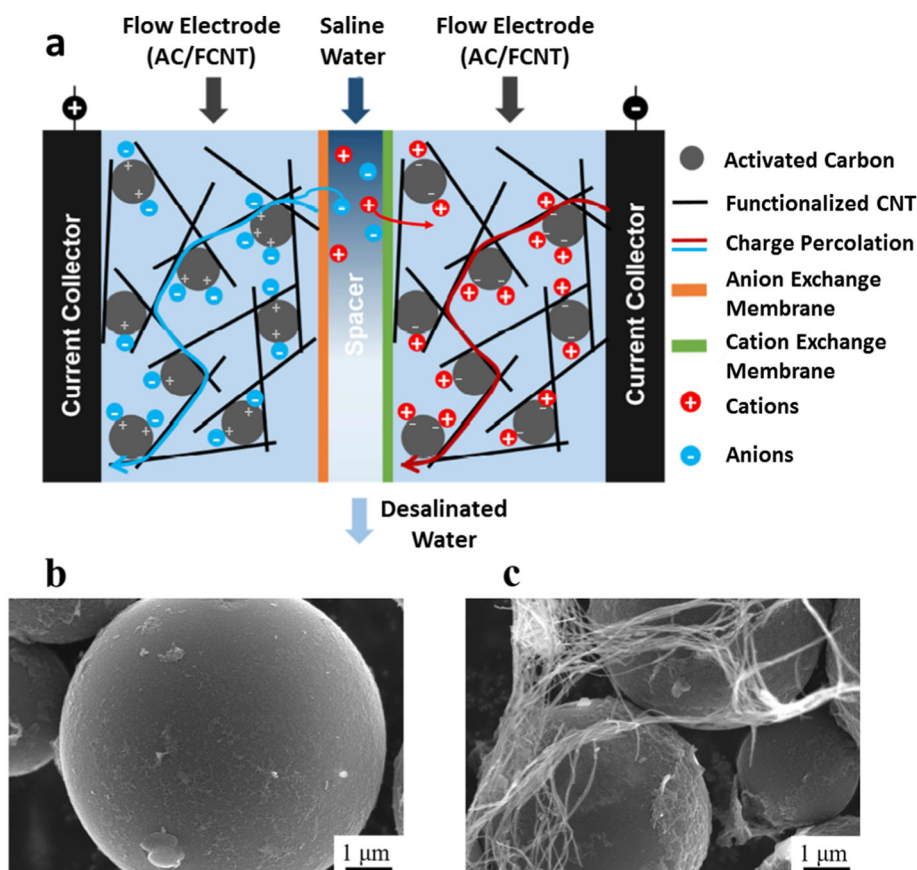 a
Flow Electrode
(AC/FCNT)
Saline
Water
Flow Electrode
(AC/FCNT)
+
-
Current Collector
Spacer
Current Collector
Activated Carbon
Functionalized CNT
Charge Percolation
Anion Exchange
Membrane
Cation Exchange
Membrane
Cations
Anions
Desalinated
Water
b
c
1 μm
1 μm